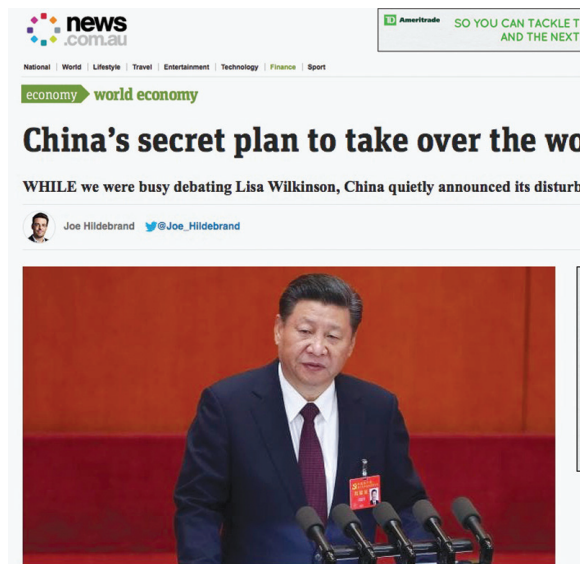 news
.com.au
Ameritrade
SO YOU CAN TACKLE T
AND THE NEXT
National | World | Lifestyle | Travel | Entertainment | Technology | Finance | Sport
economy world economy
China's secret plan to take over the wo
WHILE we were busy debating Lisa Wilkinson, China quietly announced its disturb
Joe Hildebrand @Joe_Hildebrand